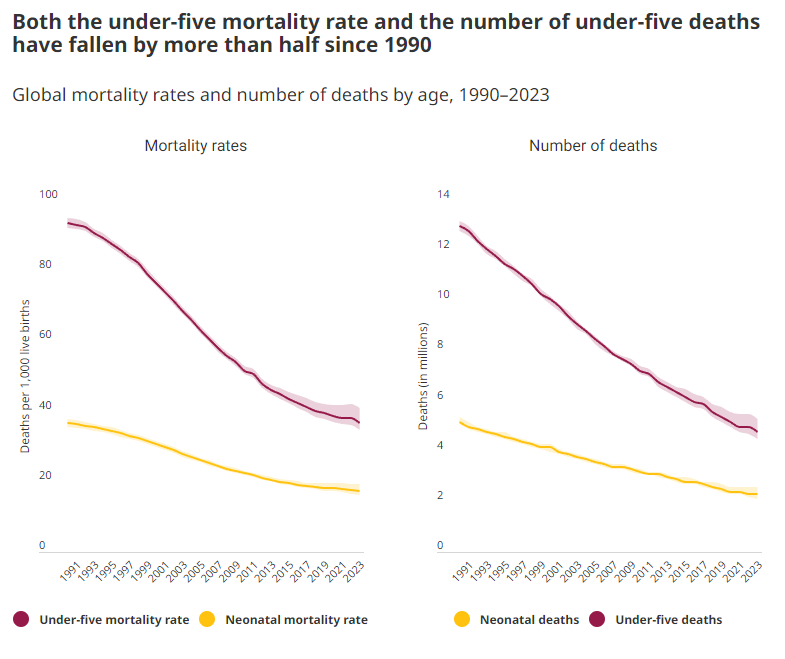 Both the under-five mortality rate and the number of under-five deaths
have fallen by more than half since 1990
Global mortality rates and number of deaths by age, 1990–2023
Mortality rates
Deaths per 1,000 live births
100
80
60
40
20
0
1991 1993 1995 1997 1999 2001 2003 2005 2007 2009 2011 2013 2015 2017 2019 2021 2023
Under-five mortality rate Neonatal mortality rate
Number of deaths
Deaths (in millions)
14
12
10
8
6
4
2
0
1991 1993 1995 1997 1999 2001 2003 2005 2007 2009 2011 2013 2015 2017 2019 2021 2023
Neonatal deaths Under-five deaths